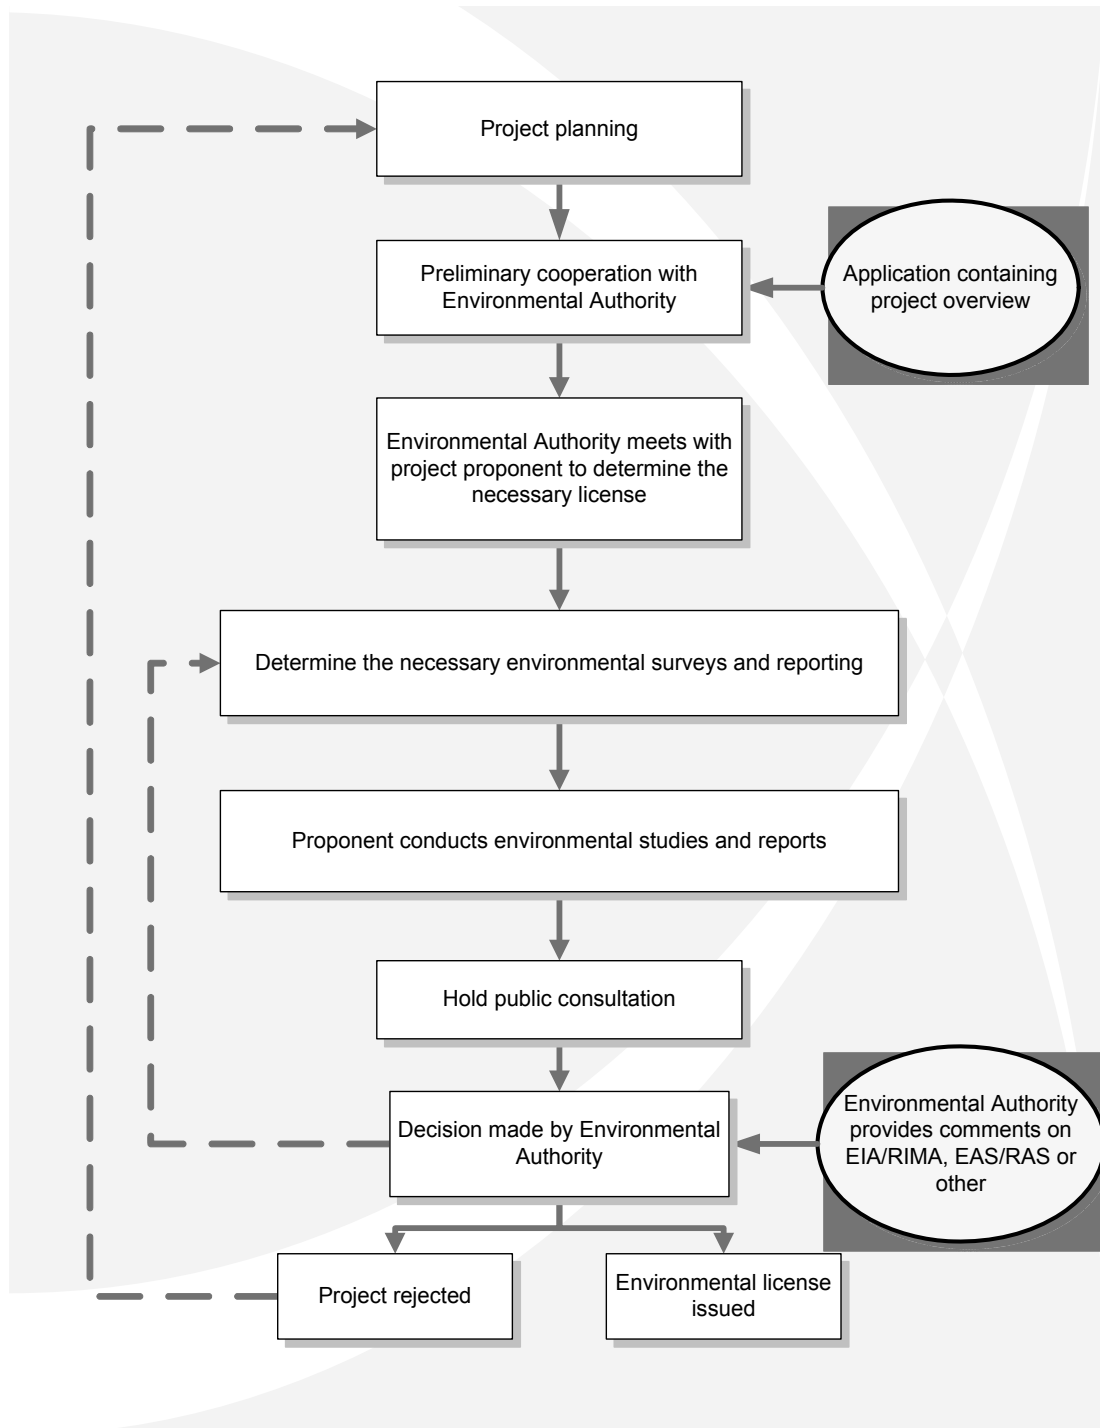 Project planning
Preliminary cooperation with
Environmental Authority
Application containing
project overview
Environmental Authority meets with
project proponent to determine the
necessary license
Determine the necessary environmental surveys and reporting
Proponent conducts environmental studies and reports
Hold public consultation
Decision made by Environmental
Authority
Environmental Authority
provides comments on
EIA/RIMA, EAS/RAS or
other
Project rejected
Environmental license
issued